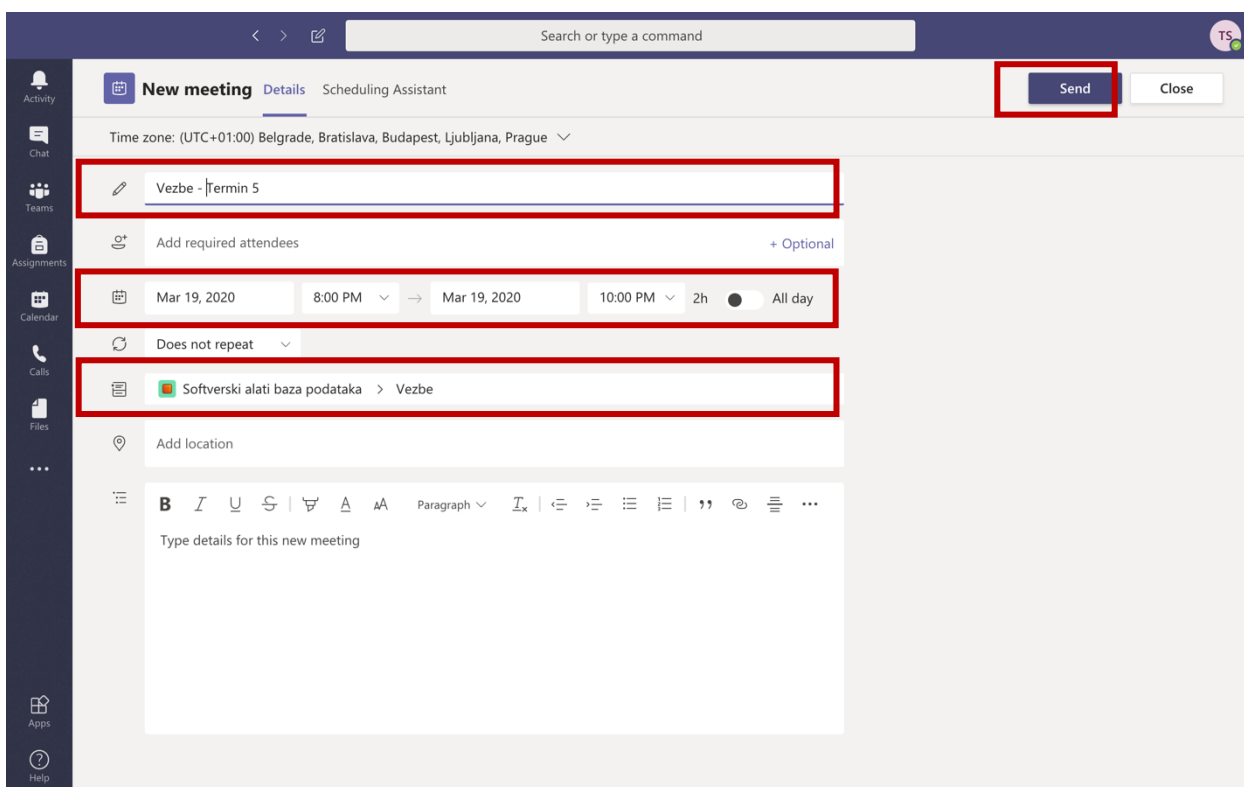 Search or type a command
TS
Activity
Chat
Teams
Assignments
Calendar
Calls
Files
Apps
Help
New meeting Details Scheduling Assistant
Send Close
Time zone: (UTC+01:00) Belgrade, Bratislava, Budapest, Ljubljana, Prague
Vezbe - Termin 5
Add required attendees + Optional
Mar 19, 2020 8:00 PM → Mar 19, 2020 10:00 PM 2h All day
Does not repeat
Softverski alati baza podataka > Vezbe
Add location
B I U S A AA Paragraph Ix
Type details for this new meeting